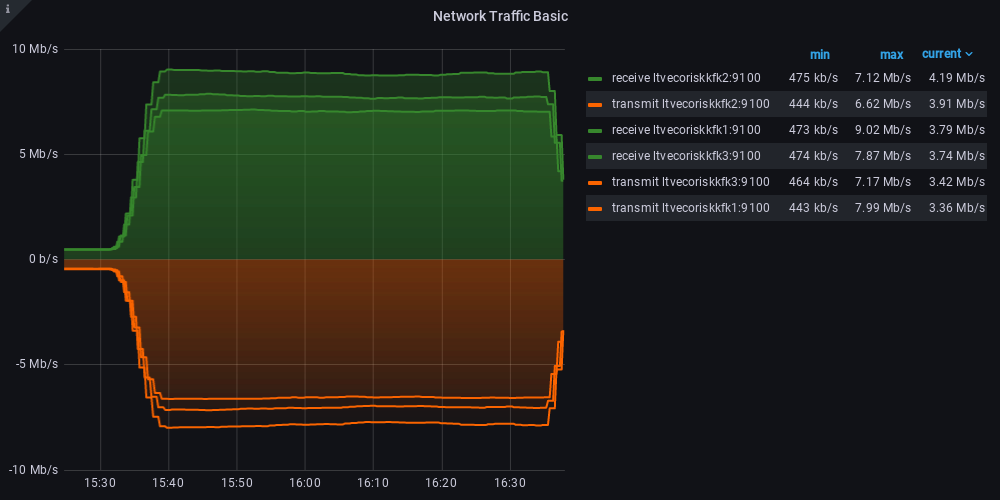 i
Network Traffic Basic
10 Mb/s
5 Mb/s
0 b/s
-5 Mb/s
-10 Mb/s
15:30 15:40 15:50 16:00 16:10 16:20 16:30
min max current
receive ltvecoriskkfk2:9100 475 kb/s 7.12 Mb/s 4.19 Mb/s
transmit ltvecoriskkfk2:9100 444 kb/s 6.62 Mb/s 3.91 Mb/s
receive ltvecoriskkfk1:9100 473 kb/s 9.02 Mb/s 3.79 Mb/s
receive ltvecoriskkfk3:9100 474 kb/s 7.87 Mb/s 3.74 Mb/s
transmit ltvecoriskkfk3:9100 464 kb/s 7.17 Mb/s 3.42 Mb/s
transmit ltvecoriskkfk1:9100 443 kb/s 7.99 Mb/s 3.36 Mb/s